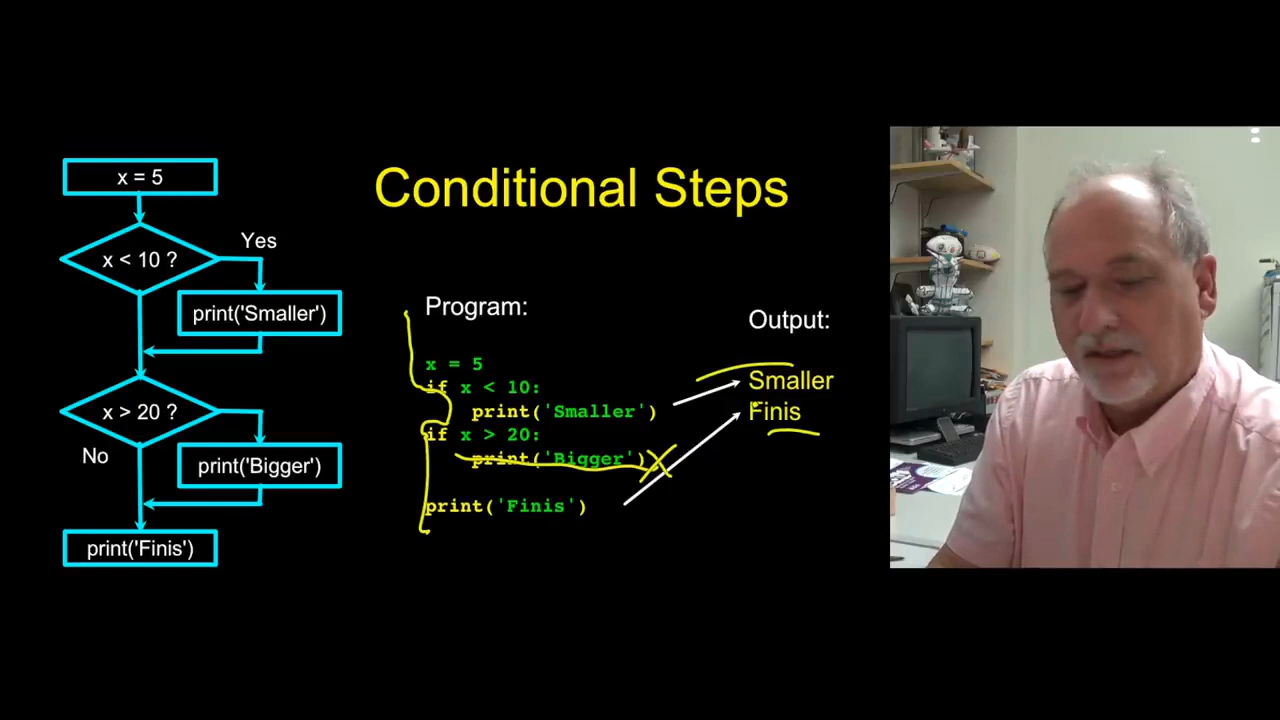 Conditional Steps
x = 5
x < 10 ?
Yes
print('Smaller')
x > 20 ?
No
print('Bigger')
print('Finis')
Program:
x = 5
if x < 10:
print('Smaller')
if x > 20:
print('Bigger')
print('Finis')
Output:
Smaller
Finis